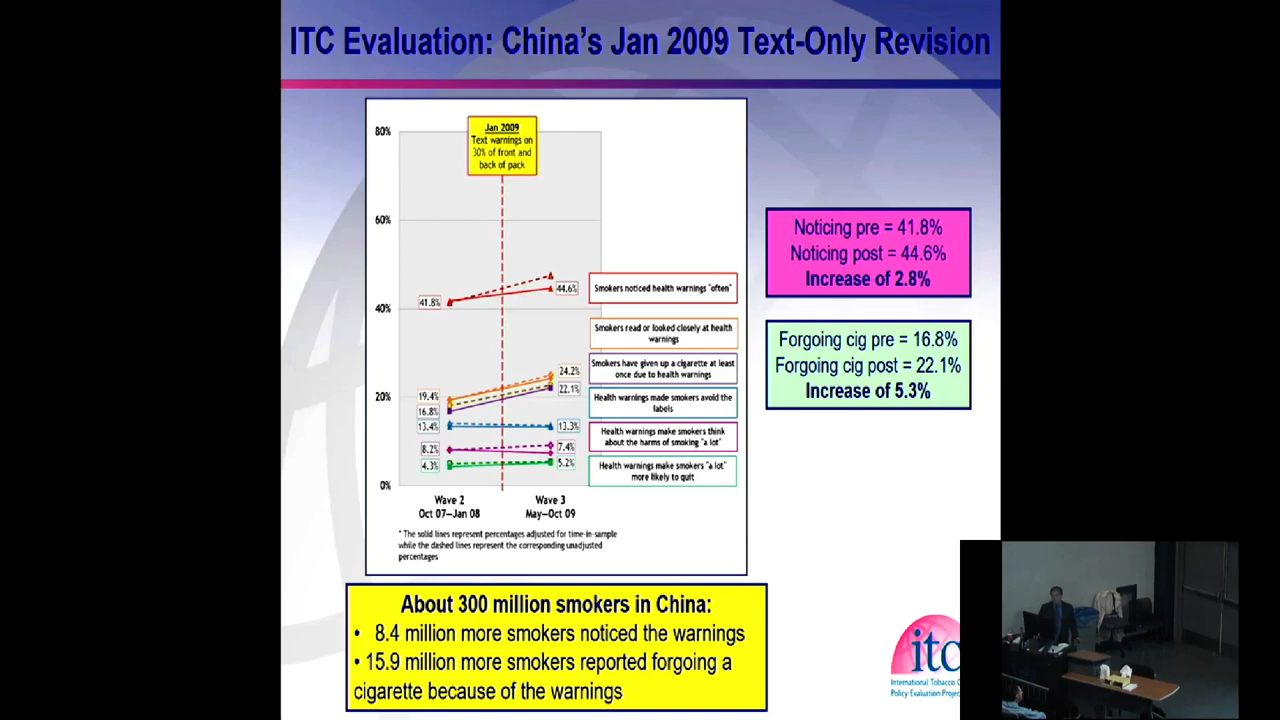 ITC Evaluation: China's Jan 2009 Text-Only Revision
Jan 2009
Text warnings on
30% of front and
back of pack
80%
60%
40%
20%
0%
41.8%
44.6%
19.4%
24.2%
16.8%
22.1%
13.4%
13.3%
8.2%
7.4%
4.3%
5.2%
Smokers noticed health warnings "often"
Smokers read or looked closely at health
warnings
Smokers have given up a cigarette at least
once due to health warnings
Health warnings made smokers avoid the
labels
Health warnings make smokers think
about the harms of smoking "a lot"
Health warnings make smokers "a lot"
more likely to quit
Wave 2
Oct 07–Jan 08
Wave 3
May–Oct 09
* The solid lines represent percentages adjusted for time-in-sample
while the dashed lines represent the corresponding unadjusted
percentages
Noticing pre = 41.8%
Noticing post = 44.6%
Increase of 2.8%
Forgoing cig pre = 16.8%
Forgoing cig post = 22.1%
Increase of 5.3%
About 300 million smokers in China:
• 8.4 million more smokers noticed the warnings
• 15.9 million more smokers reported forgoing a
cigarette because of the warnings
itc
International Tobacco
Policy Evaluation Project